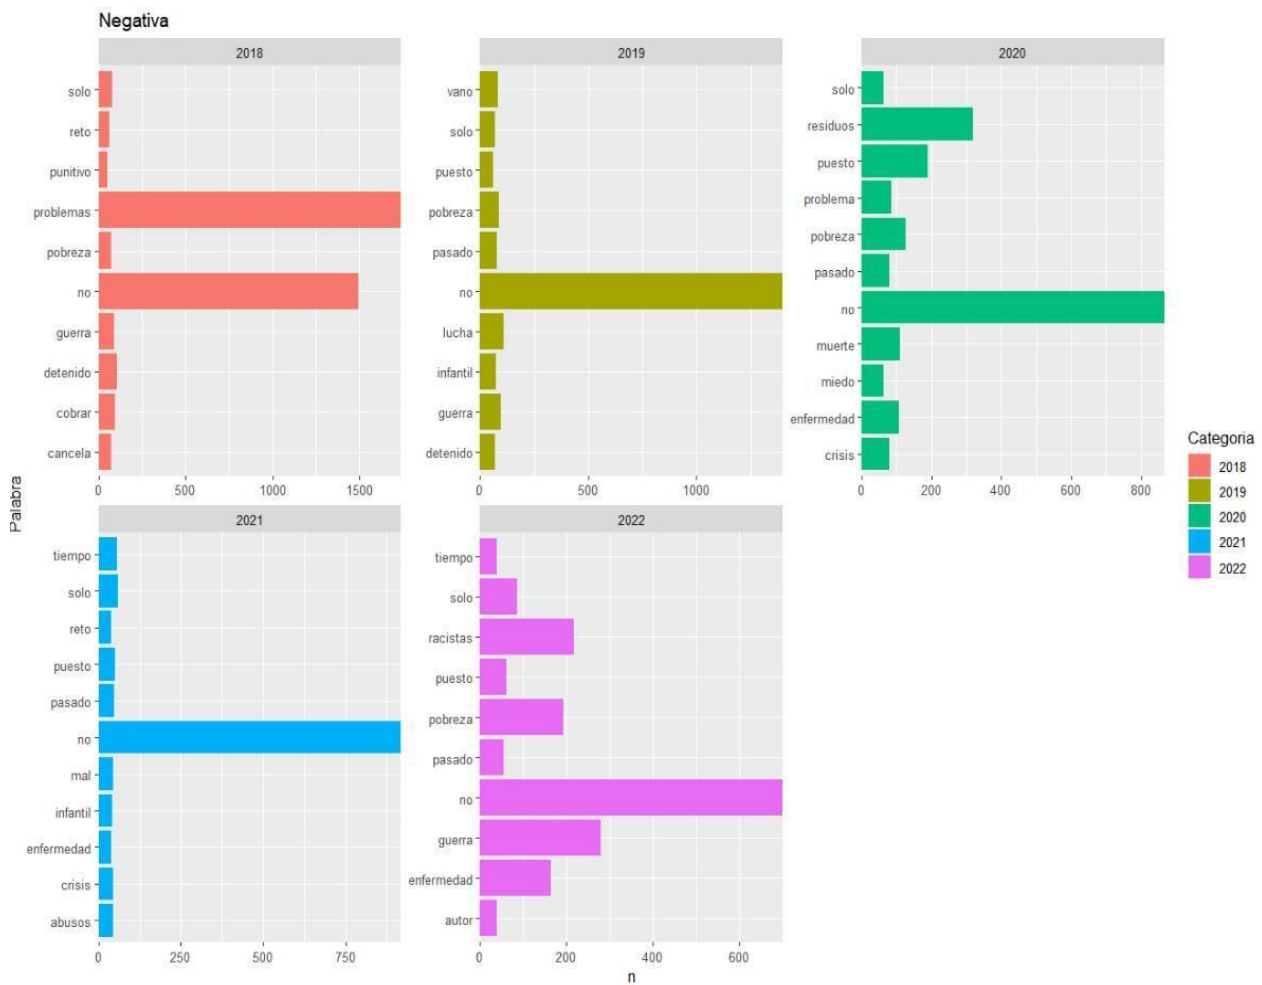 Negativa
2018
solo
reto
punitivo
problemas
pobreza
no
guerra
detenido
cobrar
cancela
0 500 1000 1500
2019
vano
solo
puesto
pobreza
pasado
no
lucha
infantil
guerra
detenido
0 500 1000
2020
solo
residuos
puesto
problema
pobreza
pasado
no
muerte
miedo
enfermedad
crisis
0 200 400 600 800
Palabra
2021
tiempo
solo
reto
puesto
pasado
no
mal
infantil
enfermedad
crisis
abusos
0 250 500 750
2022
tiempo
solo
racistas
puesto
pobreza
pasado
no
guerra
enfermedad
autor
0 200 400 600
n
Categoria
2018
2019
2020
2021
2022